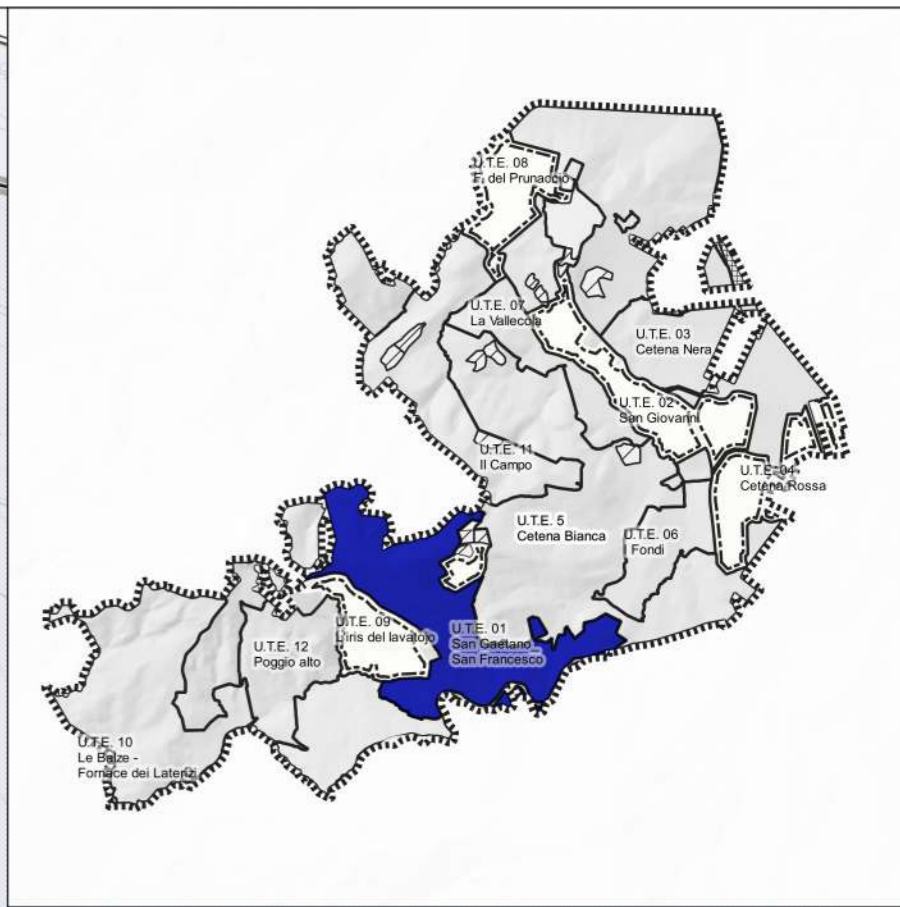 U.T.E. 08
F. del Prunaccio
U.T.E. 07
La Vallecola
U.T.E. 03
Cetena Nera
U.T.E. 02
San Giovanni
U.T.E. 11
Il Campo
U.T.E. 04
Cetena Rossa
U.T.E. 5
Cetena Bianca
U.T.E. 06
I Fondi
U.T.E. 09
L'iris del lavatoio
U.T.E. 01
San Gaetano
San Francesco
U.T.E. 12
Poggio alto
U.T.E. 10
Le Balze -
Fornace dei Laterizi